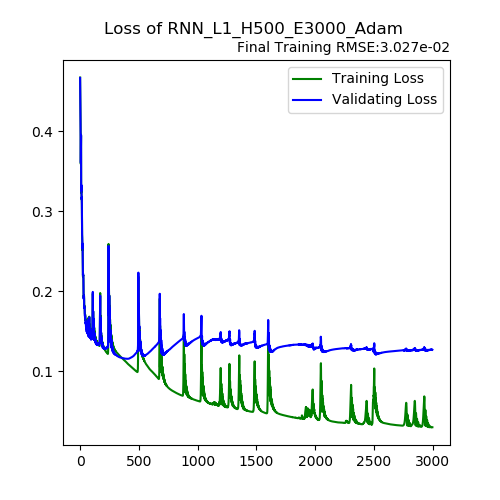 Loss of RNN_L1_H500_E3000_Adam
Final Training RMSE:3.027e-02
Training Loss
Validating Loss
0.4
0.3
0.2
0.1
0 500 1000 1500 2000 2500 3000